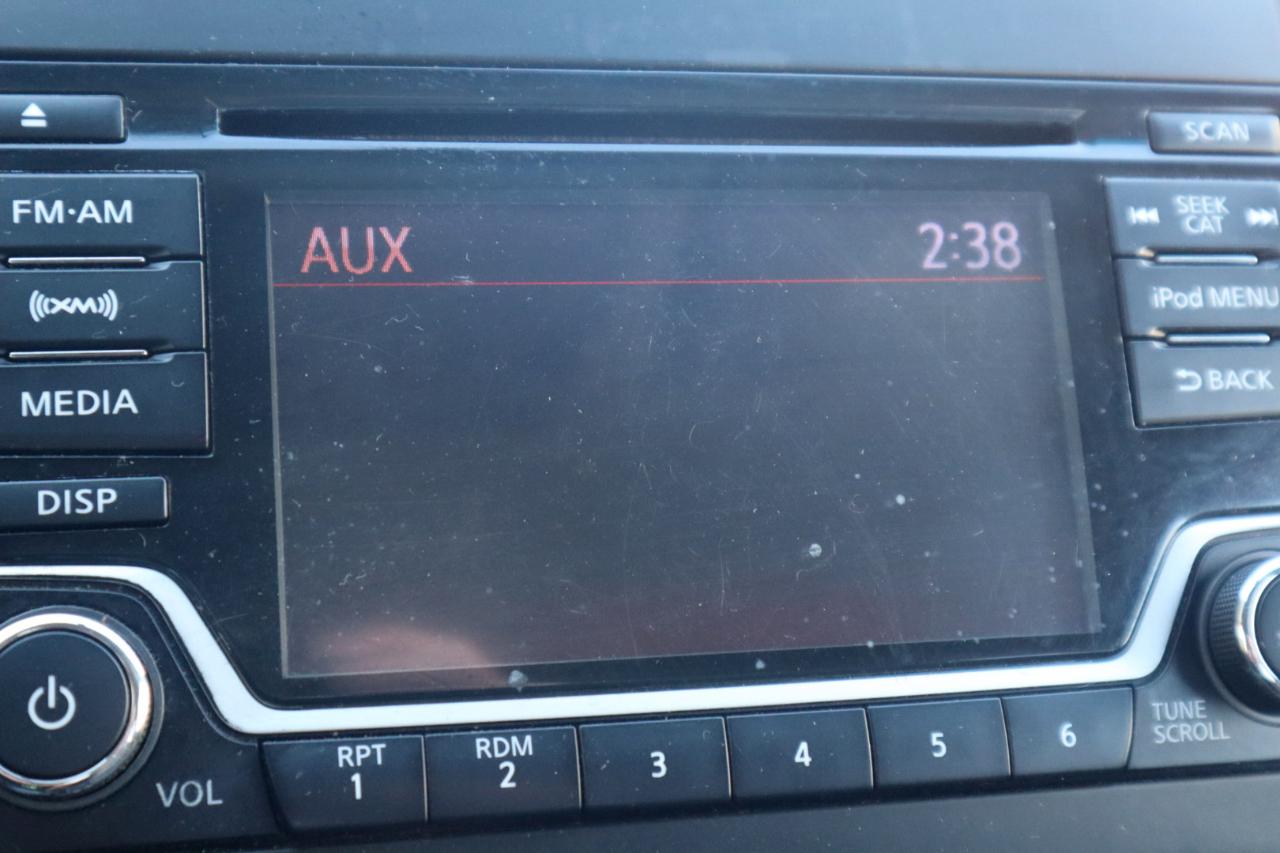 SCAN
FM·AM
SEEK
CAT
AUX
2:38
XM
iPod MENU
BACK
MEDIA
DISP
VOL
RPT
1
RDM
2
3
4
5
6
TUNE
SCROLL